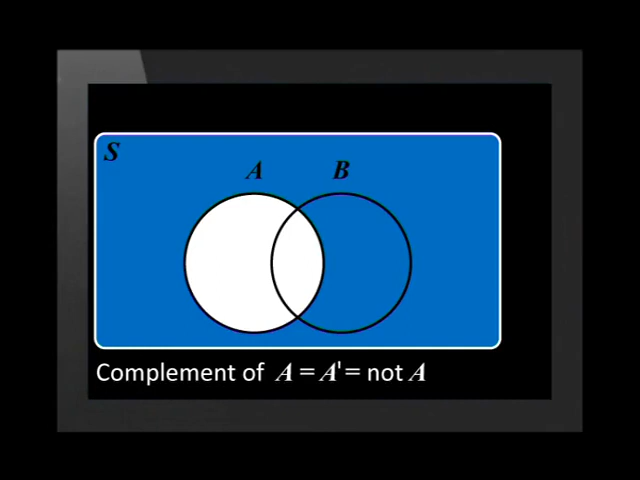 S
A B
Complement of A = A' = not A